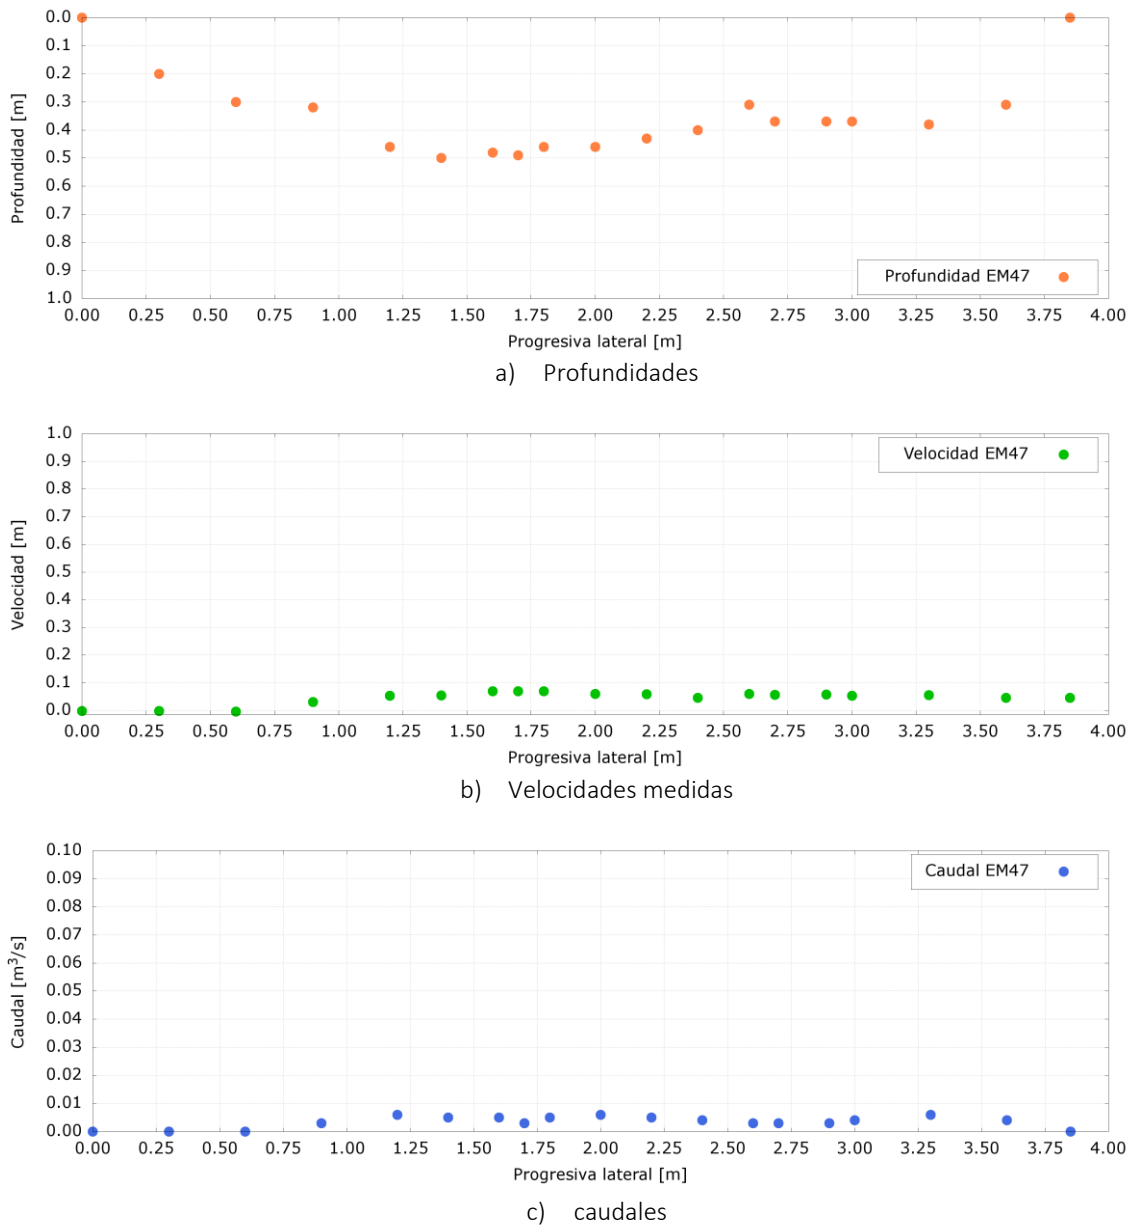 0.0
0.1
0.2
0.3
0.4
0.5
0.6
0.7
0.8
0.9
1.0
Profundidad [m]
Profundidad EM47
0.00 0.25 0.50 0.75 1.00 1.25 1.50 1.75 2.00 2.25 2.50 2.75 3.00 3.25 3.50 3.75 4.00
Progresiva lateral [m]
a) Profundidades
1.0
0.9
0.8
0.7
0.6
0.5
0.4
0.3
0.2
0.1
0.0
Velocidad [m]
Velocidad EM47
0.00 0.25 0.50 0.75 1.00 1.25 1.50 1.75 2.00 2.25 2.50 2.75 3.00 3.25 3.50 3.75 4.00
Progresiva lateral [m]
b) Velocidades medidas
0.10
0.09
0.08
0.07
0.06
0.05
0.04
0.03
0.02
0.01
0.00
Caudal [m³/s]
Caudal EM47
0.00 0.25 0.50 0.75 1.00 1.25 1.50 1.75 2.00 2.25 2.50 2.75 3.00 3.25 3.50 3.75 4.00
Progresiva lateral [m]
c) caudales